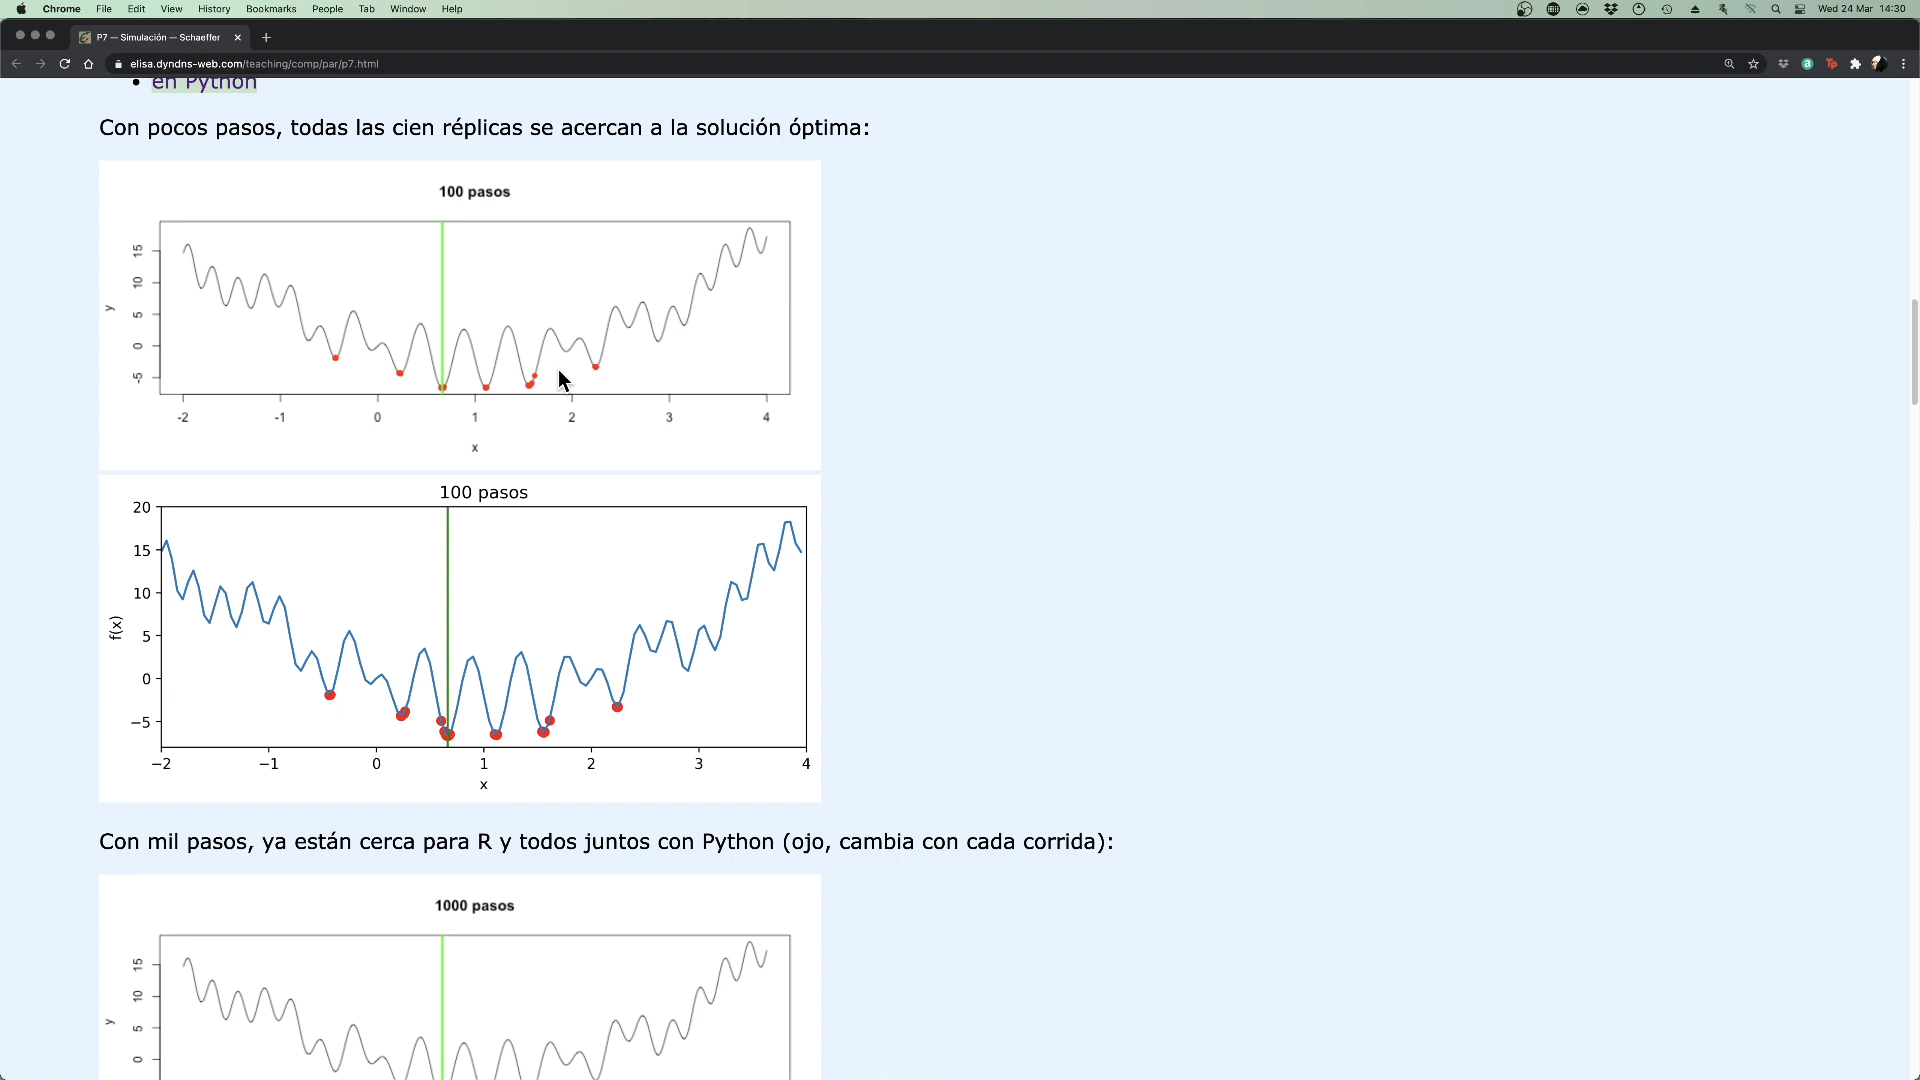 Chrome File Edit View History Bookmarks People Tab Window Help Wed 24 Mar 14:30
P7 — Simulación — Schaeffer
elisa.dyndns-web.com/teaching/comp/par/p7.html
en Python
Con pocos pasos, todas las cien réplicas se acercan a la solución óptima:
100 pasos
15
10
5
0
-5
y
-2 -1 0 1 2 3 4
x
100 pasos
20
15
10
5
0
−5
f(x)
−2 −1 0 1 2 3 4
x
Con mil pasos, ya están cerca para R y todos juntos con Python (ojo, cambia con cada corrida):
1000 pasos
15
10
5
0
y